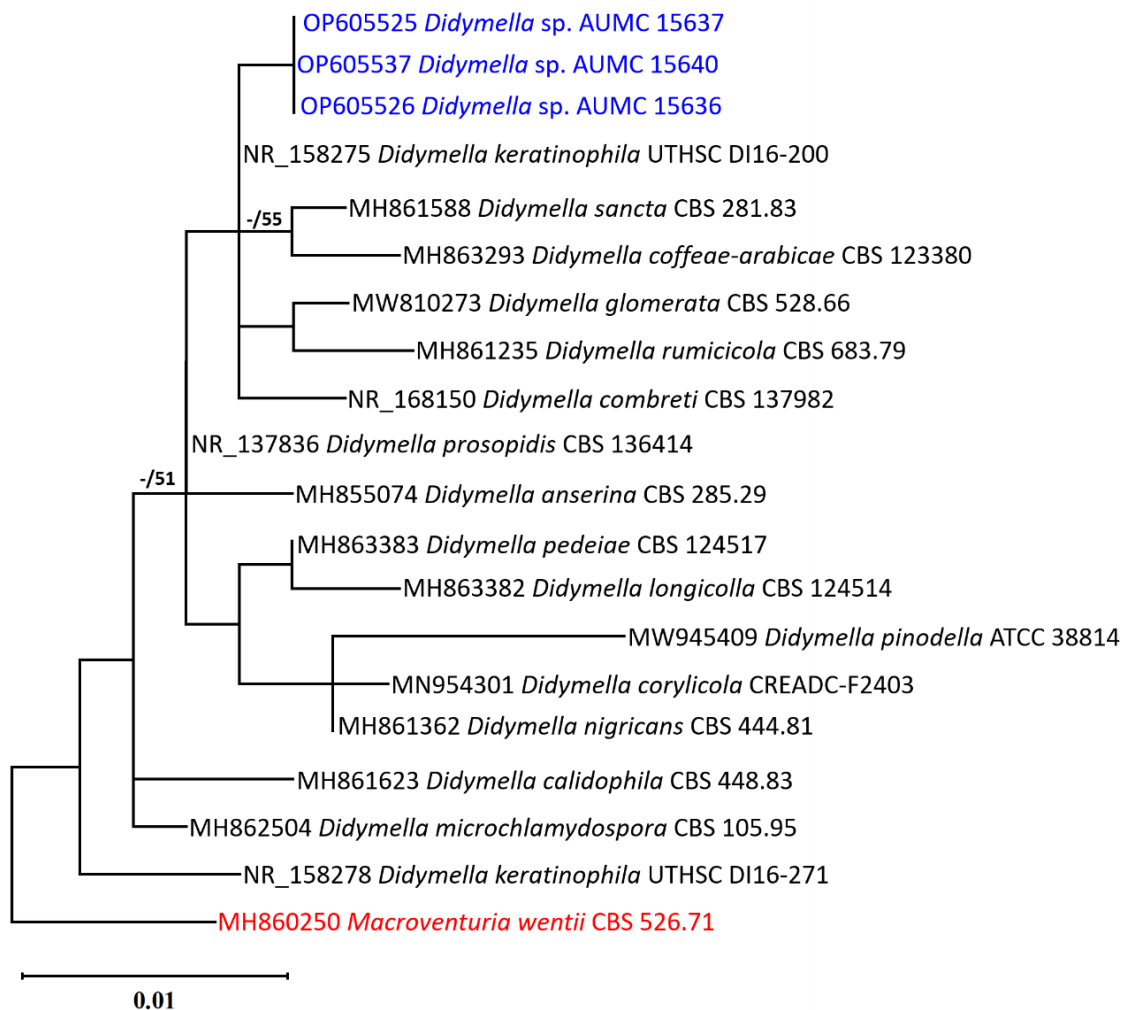 OP605525 Didymella sp. AUMC 15637
OP605537 Didymella sp. AUMC 15640
OP605526 Didymella sp. AUMC 15636
NR_158275 Didymella keratinophila UTHSC DI16-200
-/55
MH861588 Didymella sancta CBS 281.83
MH863293 Didymella coffeae-arabicae CBS 123380
MW810273 Didymella glomerata CBS 528.66
MH861235 Didymella rumicicola CBS 683.79
NR_168150 Didymella combreti CBS 137982
NR_137836 Didymella prosopidis CBS 136414
-/51
MH855074 Didymella anserina CBS 285.29
MH863383 Didymella pedeiae CBS 124517
MH863382 Didymella longicolla CBS 124514
MW945409 Didymella pinodella ATCC 38814
MN954301 Didymella corylicola CREADC-F2403
MH861362 Didymella nigricans CBS 444.81
MH861623 Didymella calidophila CBS 448.83
MH862504 Didymella microchlamydospora CBS 105.95
NR_158278 Didymella keratinophila UTHSC DI16-271
MH860250 Macroventuria wentii CBS 526.71
0.01